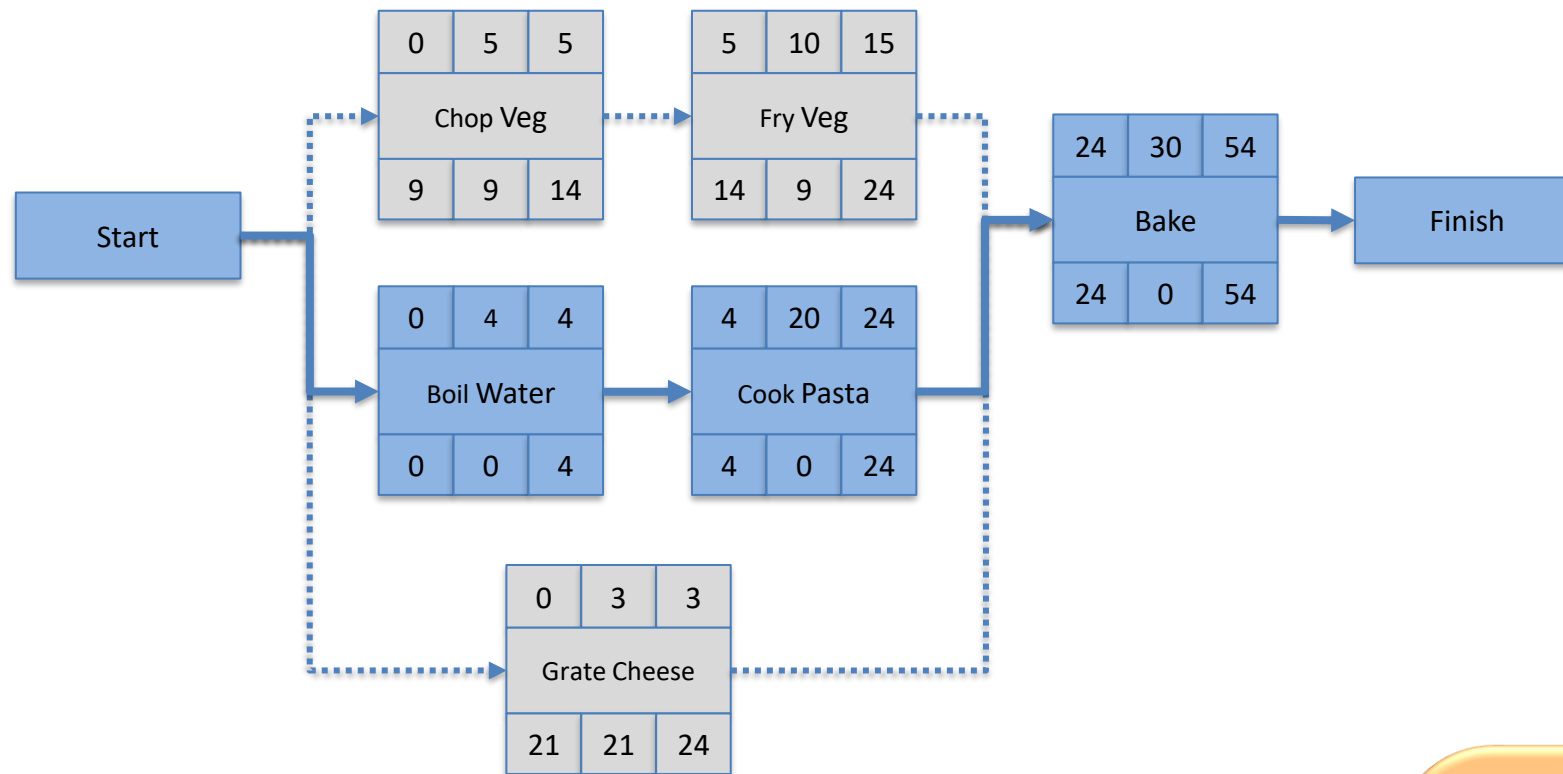 0 5 5
Chop Veg
9 9 14
5 10 15
Fry Veg
14 9 24
Start
0 4 4
Boil Water
0 0 4
4 20 24
Cook Pasta
4 0 24
0 3 3
Grate Cheese
21 21 24
24 30 54
Bake
24 0 54
Finish